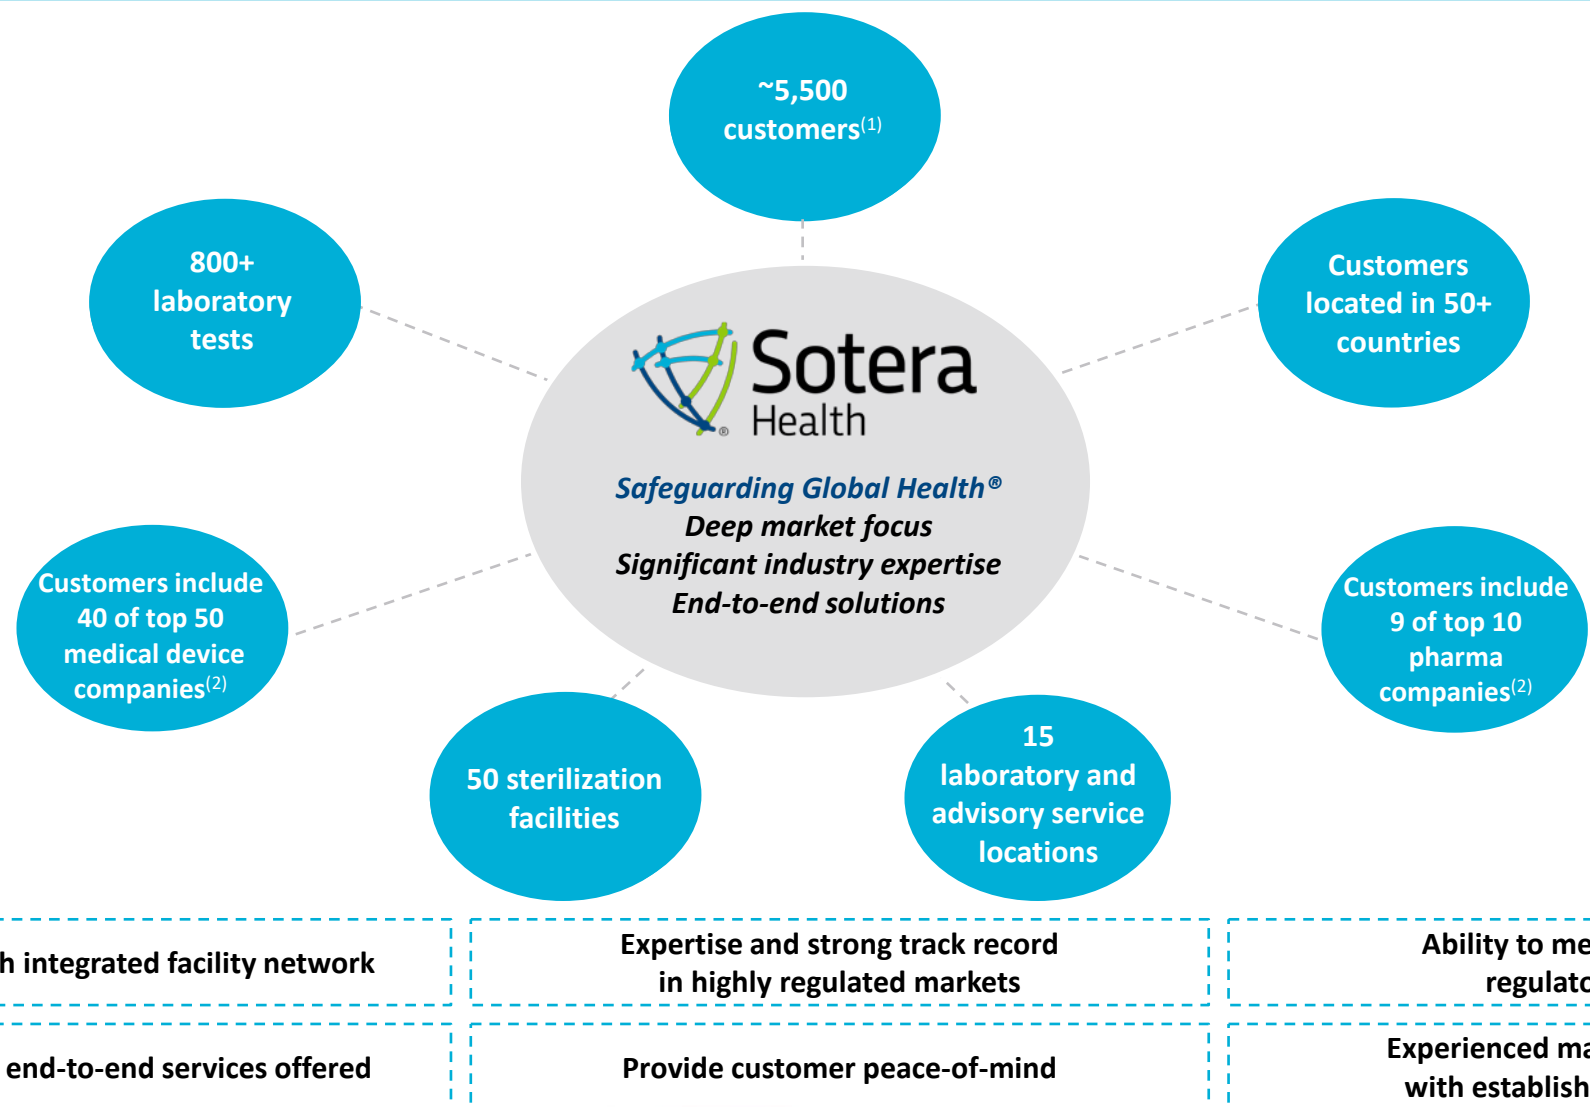 ~5,500
customers(1)
800+
laboratory
tests
Customers
located in 50+
countries
Sotera
Health
®
Safeguarding Global Health®
Deep market focus
Significant industry expertise
End-to-end solutions
Customers include
40 of top 50
medical device
companies(2)
Customers include
9 of top 10
pharma
companies(2)
50 sterilization
facilities
15
laboratory and
advisory service
locations
integrated facility network
Expertise and strong track record
in highly regulated markets
Ability to
end-to-end services offered
Provide customer peace-of-mind
Experienced
with